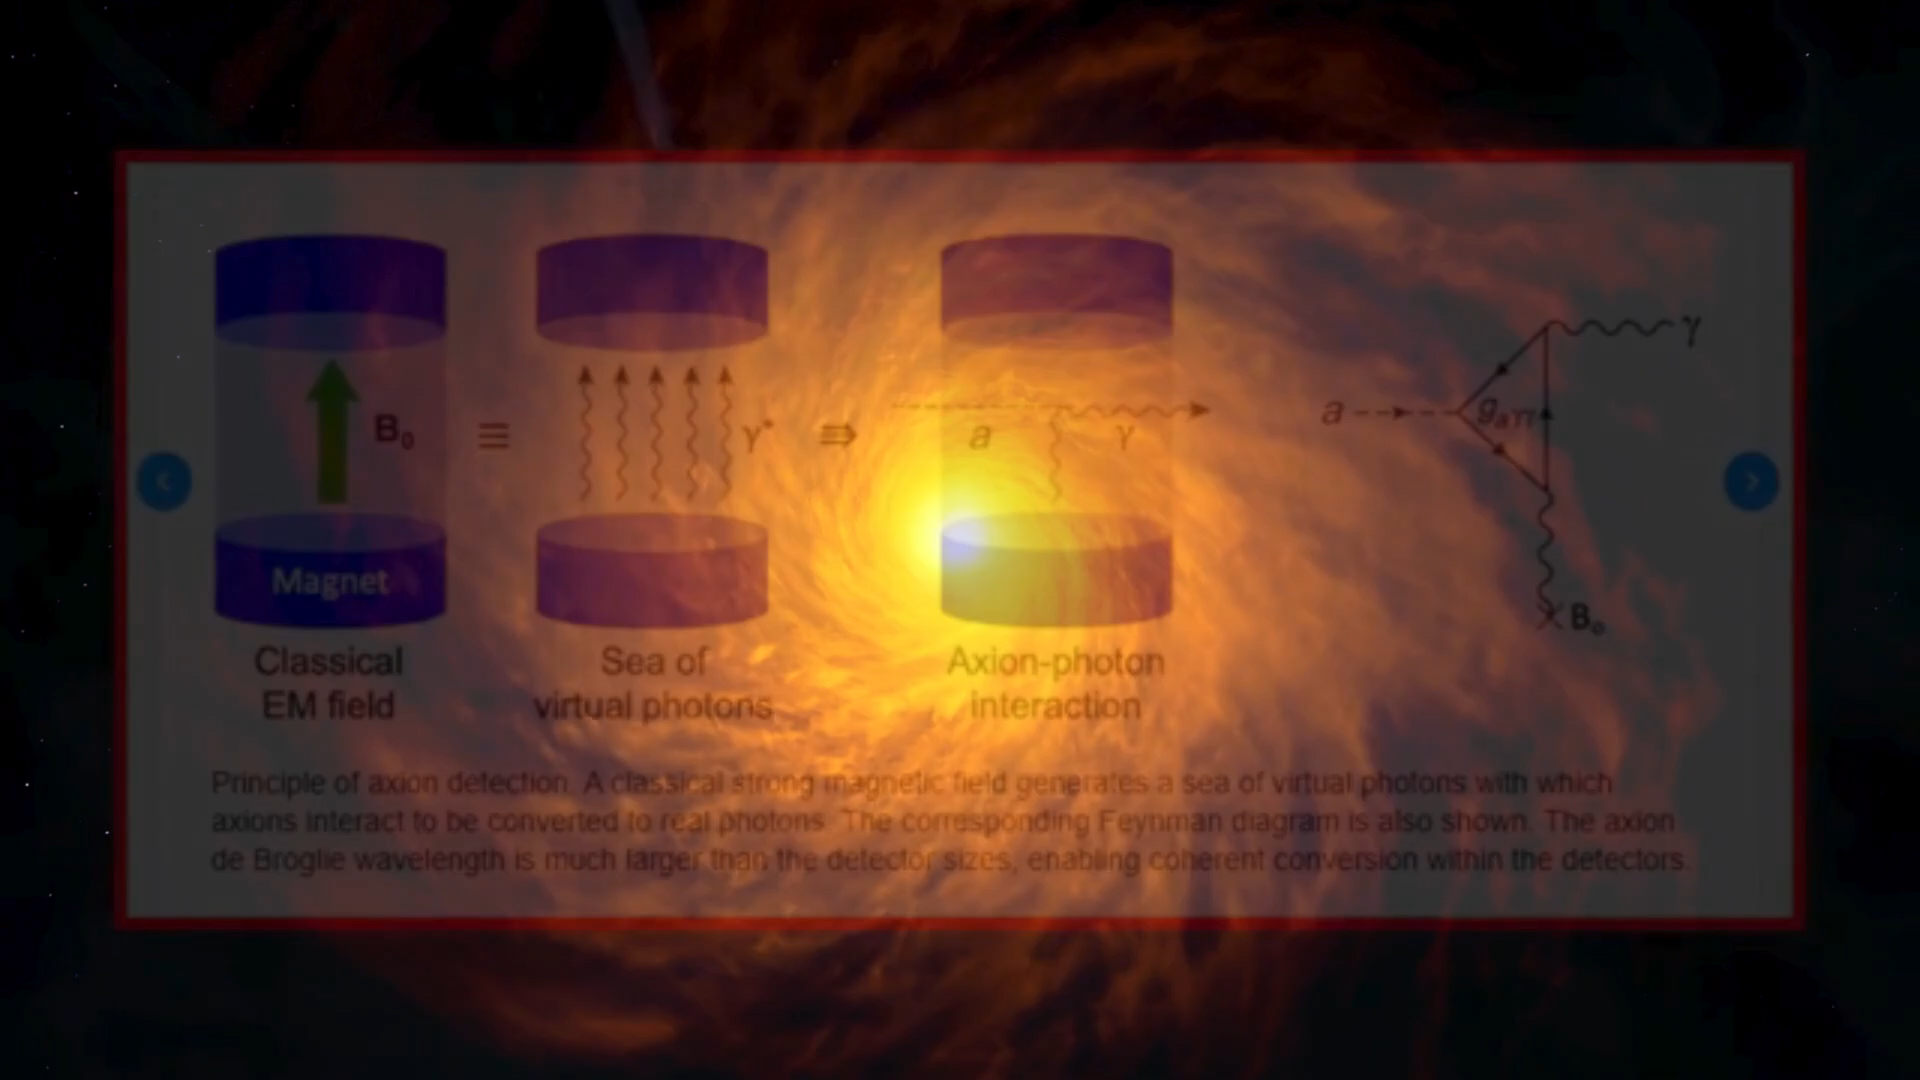 B₀
≡
γ*
⇛
a
γ
a
g aγγ
γ
B₀
Magnet
Classical
EM field
Sea of
virtual photons
Axion-photon
interaction
Principle of axion detection. A classical strong magnetic field generates a sea of virtual photons with which
axions interact to be converted to real photons. The corresponding Feynman diagram is also shown. The axion
de Broglie wavelength is much larger than the detector sizes, enabling coherent conversion within the detectors.